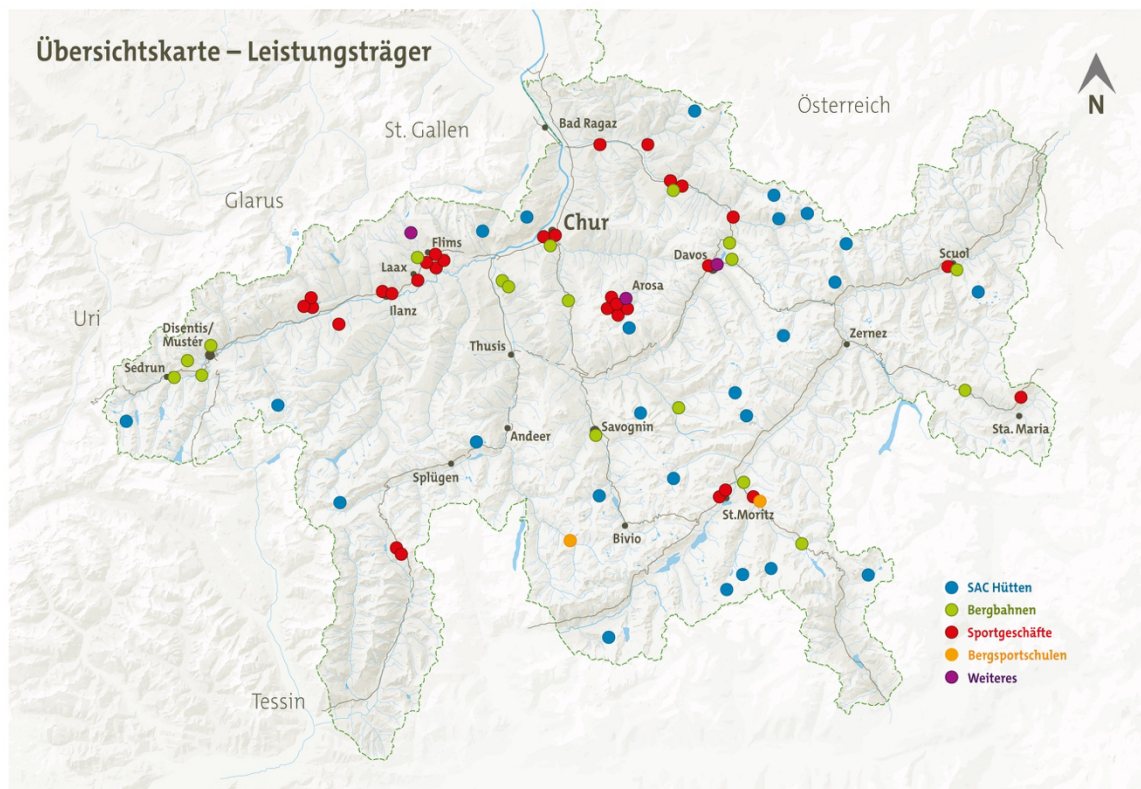 Übersichtskarte – Leistungsträger
N
Österreich
St. Gallen
Bad Ragaz
Glarus
Chur
Flims
Laax
Davos
Scuol
Arosa
Ilanz
Uri
Disentis/
Mustér
Sedrun
Thusis
Zernez
Andeer
Savognin
Sta. Maria
Splügen
St.Moritz
Bivio
SAC Hütten
Bergbahnen
Sportgeschäfte
Bergsportschulen
Weiteres
Tessin